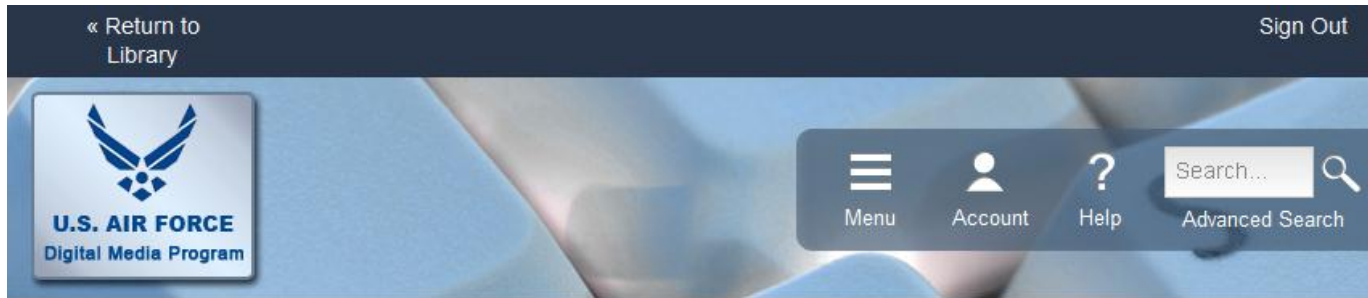 « Return to
Library
Sign Out
U.S. AIR FORCE
Digital Media Program
Menu
Account
?
Help
Search...
Advanced Search